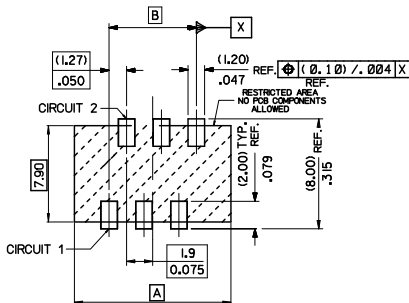 B
X
(1.27)
.050
(1.20)
.047
REF.
⌖ (0.10)/.004 X
REF.
RESTRICTED AREA
NO PCB COMPONENTS
ALLOWED
CIRCUIT 2
7.90
(2.00) TYP.
.079
REF.
(8.00) REF.
.315
CIRCUIT 1
1.9
0.075
A